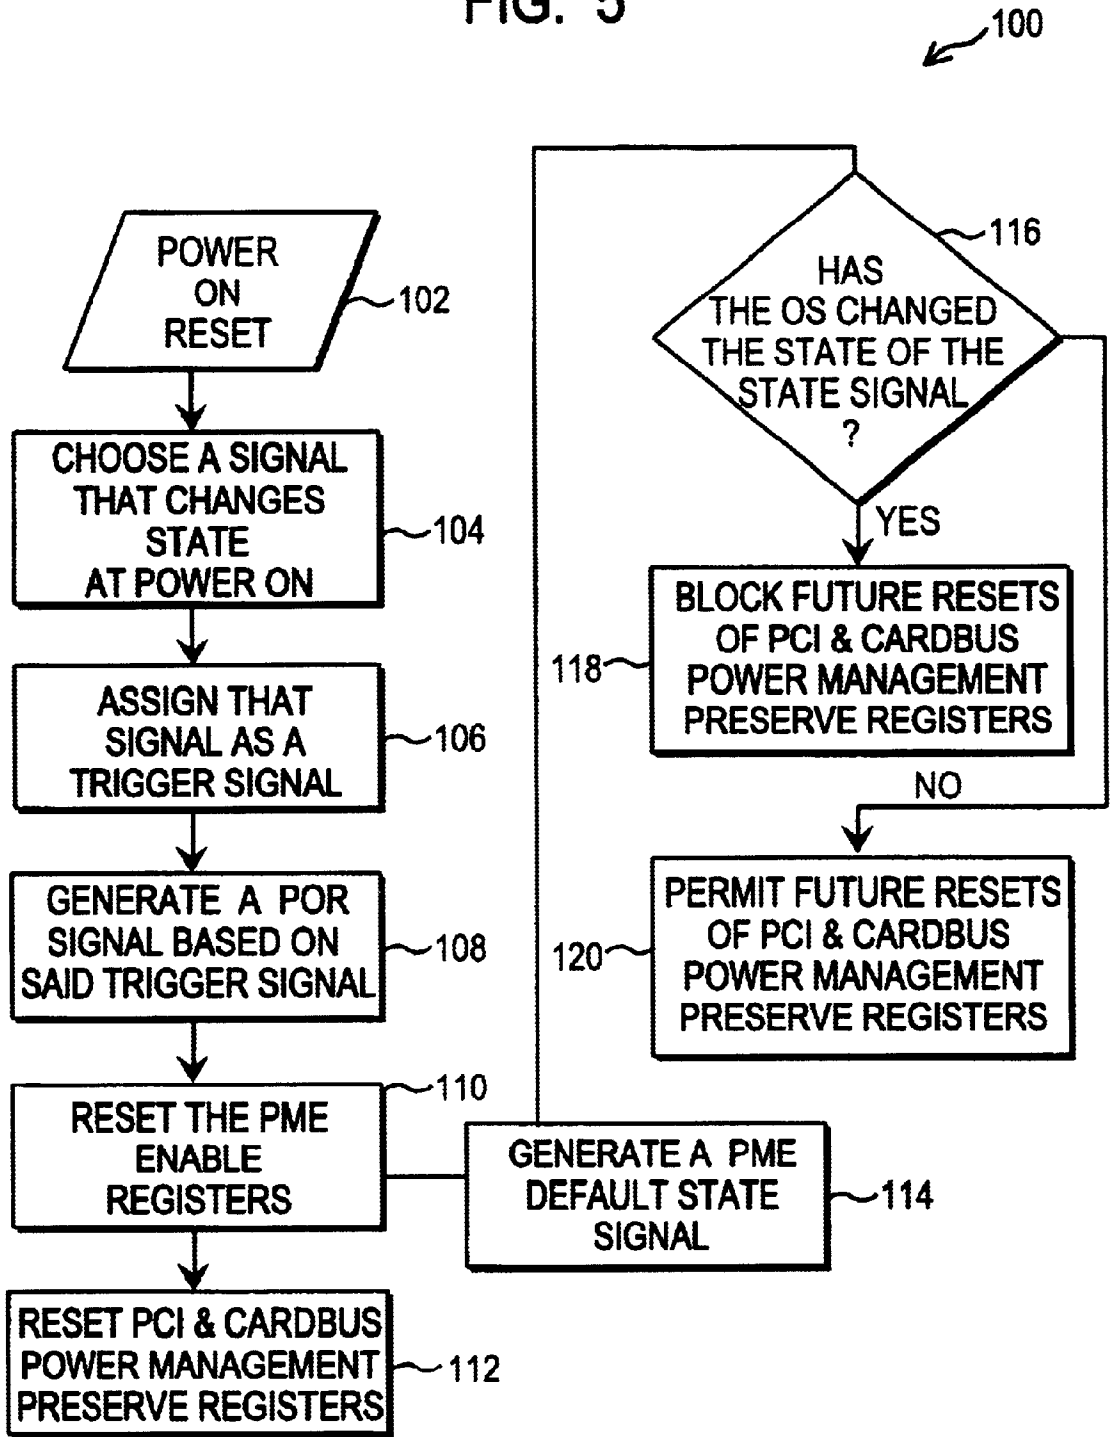 FIG. 5
100
POWER
ON
RESET
102
CHOOSE A SIGNAL
THAT CHANGES
STATE
AT POWER ON
104
ASSIGN THAT
SIGNAL AS A
TRIGGER SIGNAL
106
GENERATE A POR
SIGNAL BASED ON
SAID TRIGGER SIGNAL
108
RESET THE PME
ENABLE
REGISTERS
110
RESET PCI & CARDBUS
POWER MANAGEMENT
PRESERVE REGISTERS
112
GENERATE A PME
DEFAULT STATE
SIGNAL
114
HAS
THE OS CHANGED
THE STATE OF THE
STATE SIGNAL
?
116
YES
BLOCK FUTURE RESETS
OF PCI & CARDBUS
POWER MANAGEMENT
PRESERVE REGISTERS
118
NO
PERMIT FUTURE RESETS
OF PCI & CARDBUS
POWER MANAGEMENT
PRESERVE REGISTERS
120